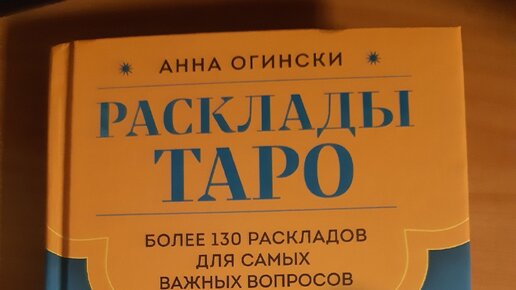 АННА ОГИНСКИ
РАСКЛАДЫ
ТАРО
БОЛЕЕ 130 РАСКЛАДОВ
ДЛЯ САМЫХ
ВАЖНЫХ ВОПРОСОВ